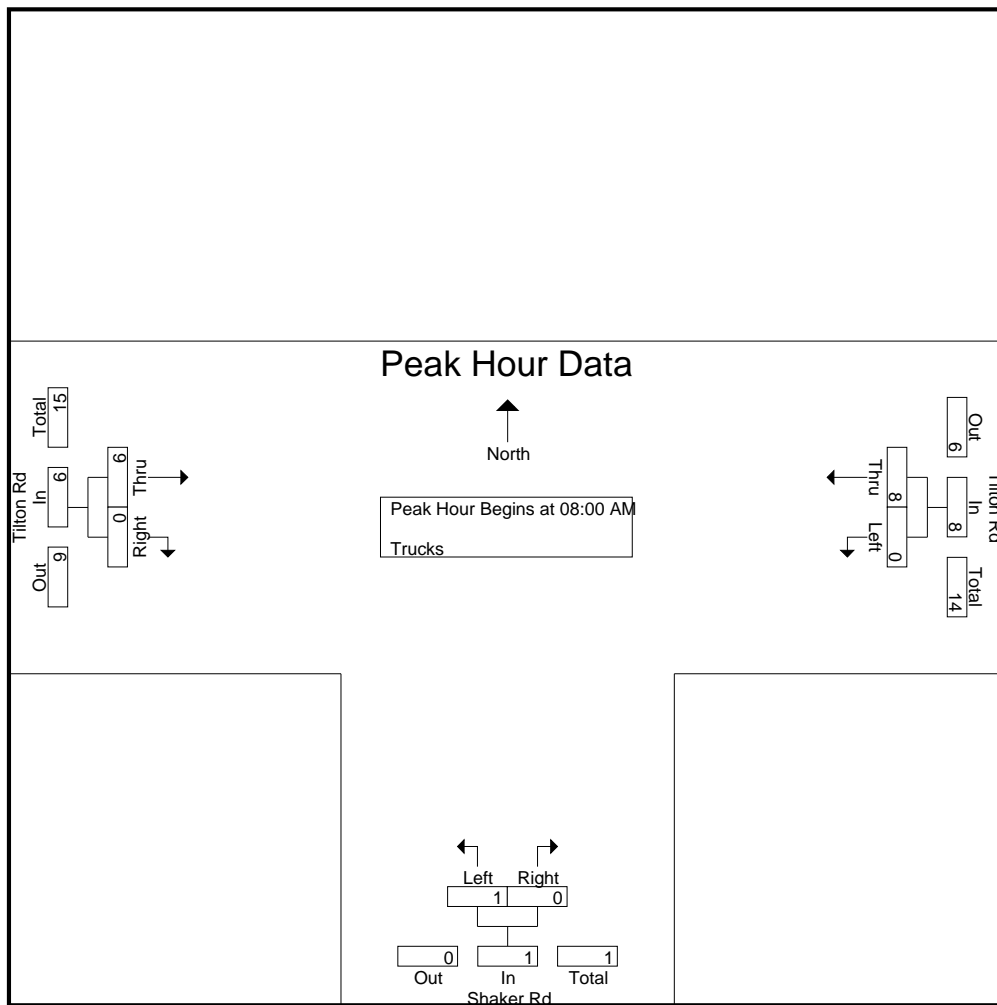 Peak Hour Data
North
Peak Hour Begins at 08:00 AM
Trucks
Tilton Rd
Total
15
In
6
Out
9
Thru
6
Right
0
Tilton Rd
Out
6
In
8
Total
14
Thru
8
Left
0
Left Right
1 0
0 1 1
Out In Total
Shaker Rd